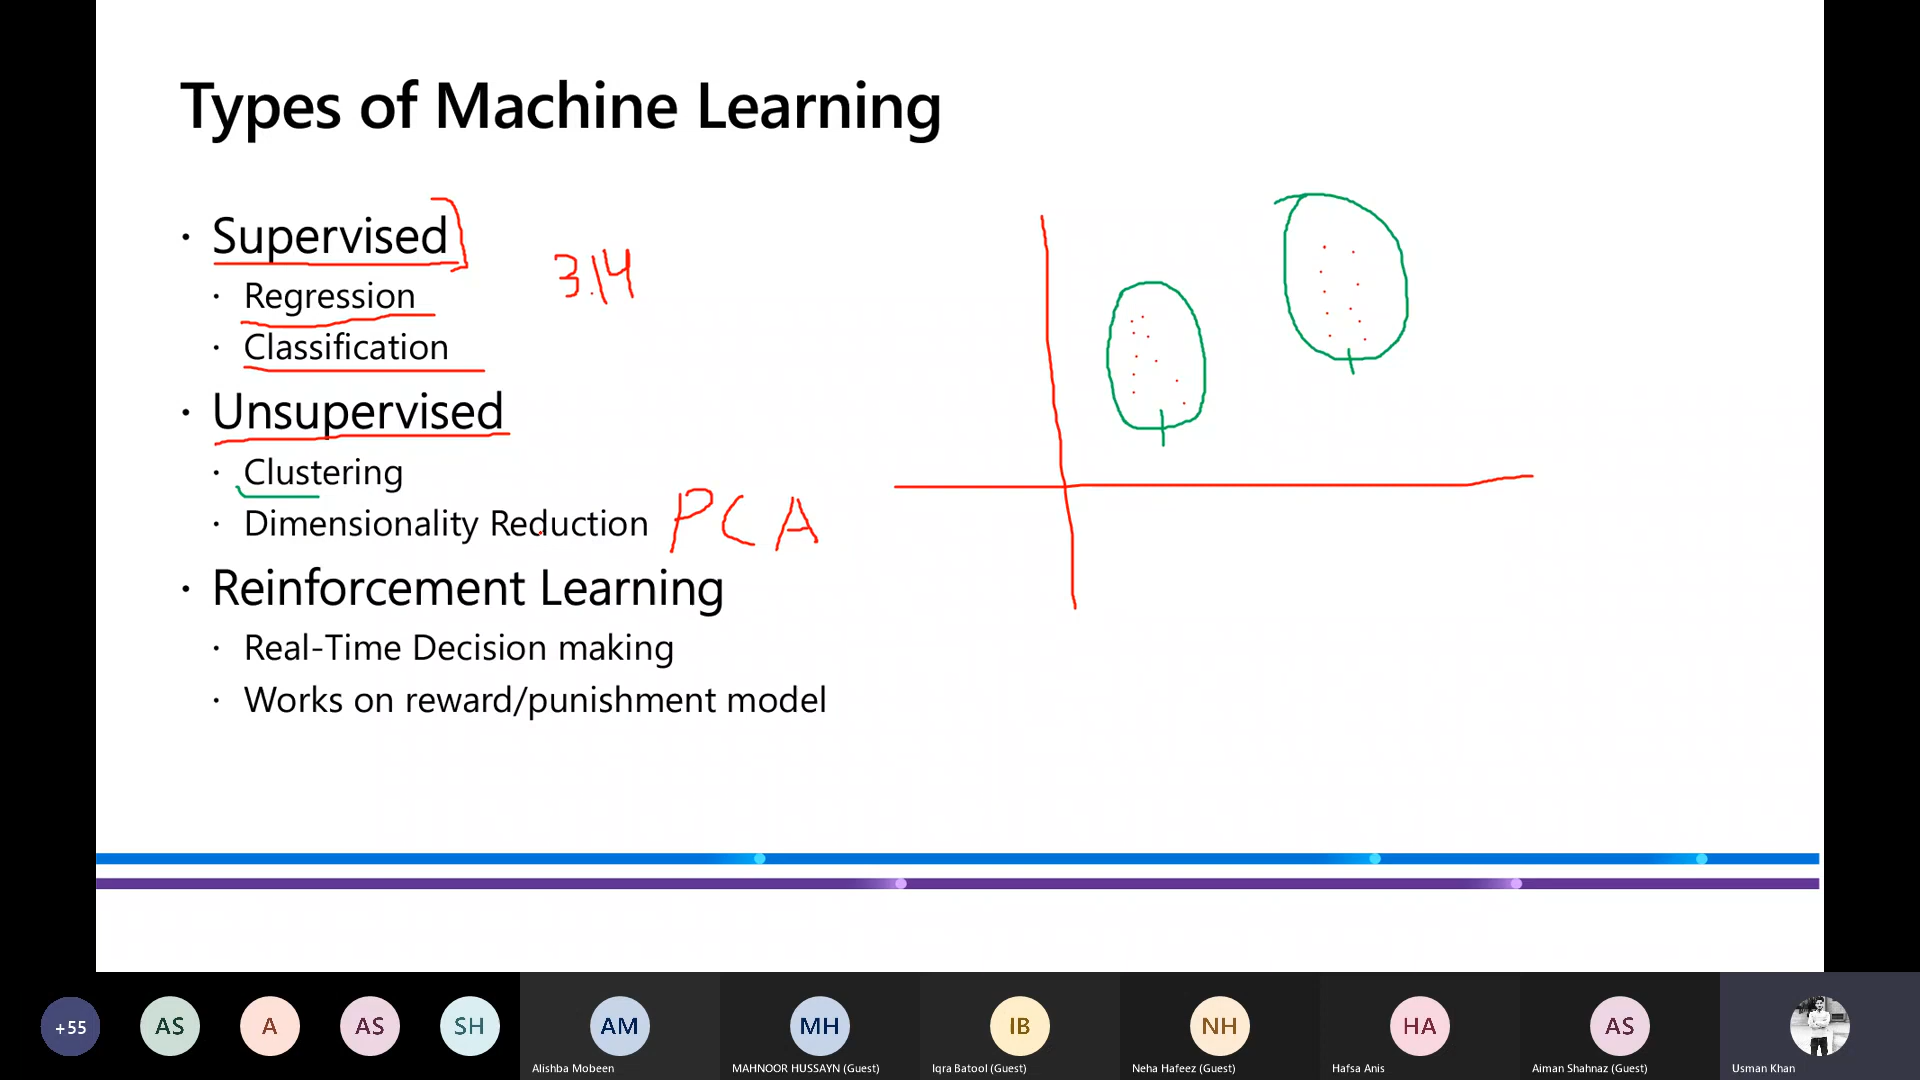 Types of Machine Learning
· Supervised
· Regression
3.14
· Classification
· Unsupervised
· Clustering
· Dimensionality Reduction PCA
· Reinforcement Learning
· Real-Time Decision making
· Works on reward/punishment model
+55
AS
A
AS
SH
AM
MH
IB
NH
HA
AS
Alishba Mobeen
MAHNOOR HUSSAYN (Guest)
Iqra Batool (Guest)
Neha Hafeez (Guest)
Hafsa Anis
Aiman Shahnaz (Guest)
Usman Khan